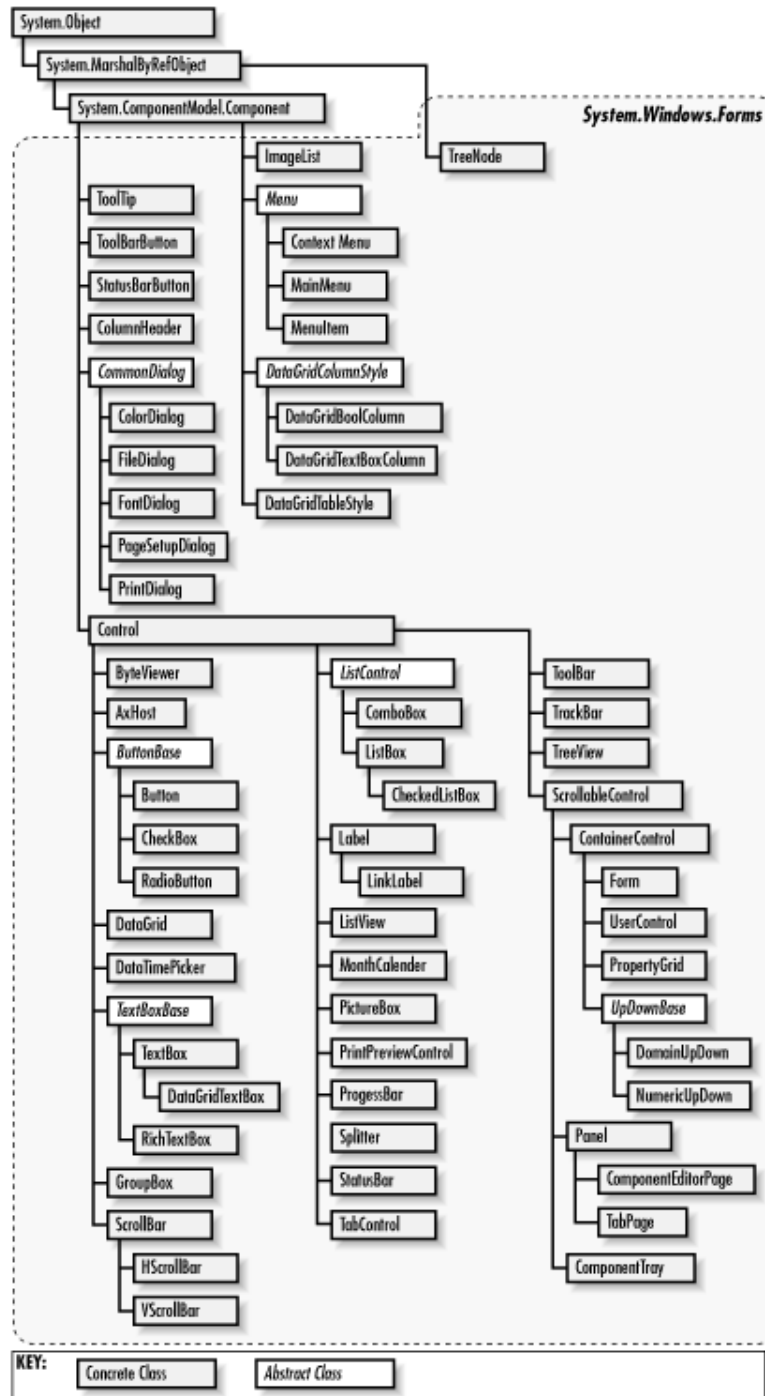 System.Object
System.MarshalByRefObject
System.ComponentModel.Component
System.Windows.Forms
ImageList
TreeNode
ToolTip
Menu
ToolBarButton
Context Menu
StatusBarButton
MainMenu
ColumnHeader
MenuItem
CommonDialog
DataGridColumnStyle
ColorDialog
DataGridBoolColumn
FileDialog
DataGridTextBoxColumn
FontDialog
DataGridTableStyle
PageSetupDialog
PrintDialog
Control
ByteViewer
AxHost
ButtonBase
Button
CheckBox
RadioButton
DataGrid
DataTimePicker
TextBoxBase
TextBox
DataGridTextBox
RichTextBox
GroupBox
ScrollBar
HScrollBar
VScrollBar
ListControl
ComboBox
ListBox
CheckedListBox
Label
LinkLabel
ListView
MonthCalender
PictureBox
PrintPreviewControl
ProgessBar
Splitter
StatusBar
TabControl
ToolBar
TrackBar
TreeView
ScrollableControl
ContainerControl
Form
UserControl
PropertyGrid
UpDownBase
DomainUpDown
NumericUpDown
Panel
ComponentEditorPage
TabPage
ComponentTray
KEY:
Concrete Class
Abstract Class